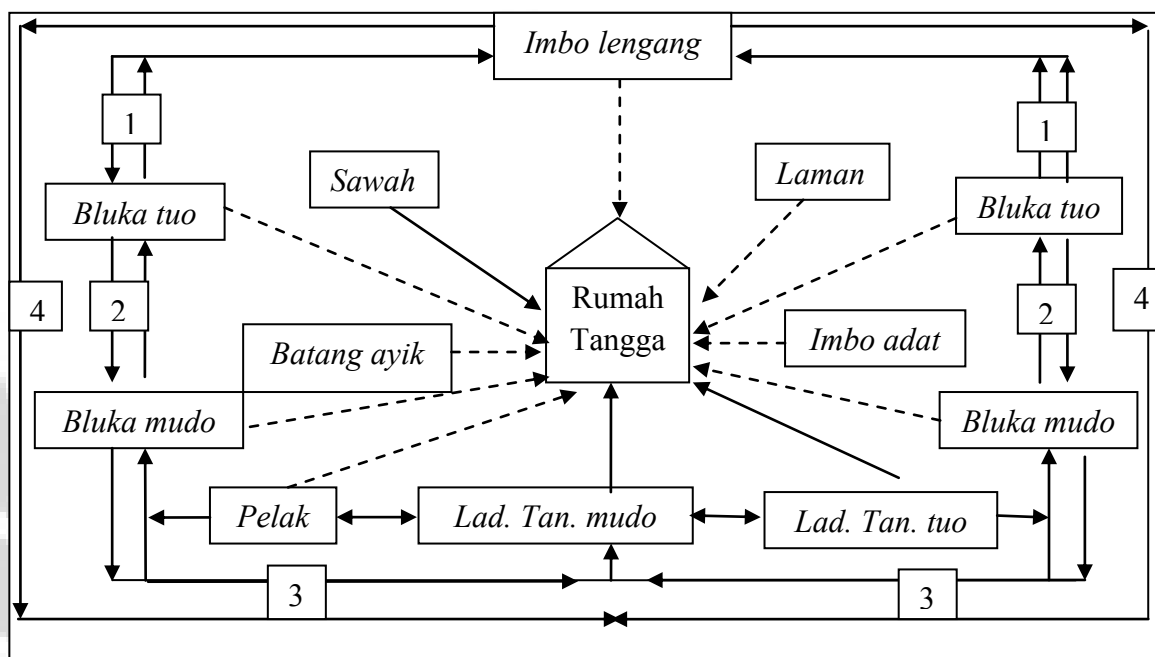 Imbo lengang
1
1
Sawah
Laman
Bluka tuo
Bluka tuo
Rumah
Tangga
4
2
2
4
Batang ayik
Imbo adat
Bluka mudo
Bluka mudo
Pelak
Lad. Tan. mudo
Lad. Tan. tuo
3
3